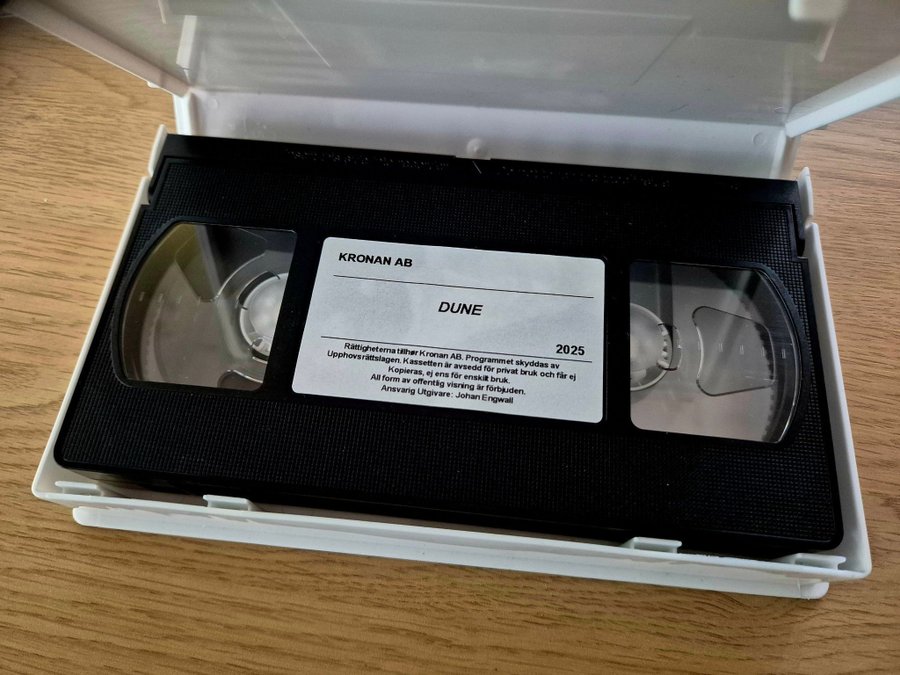 KRONAN AB
DUNE
2025
Rättigheterna tillhør Kronan AB. Programmet skyddas av
Upphovsrättslagen. Kassetten är avsedd för privat bruk och får ej
Kopieras, ej ens för enskilt bruk.
All form av offentlig visning är förbjuden.
Ansvarig Utgivare: Johan Engwall